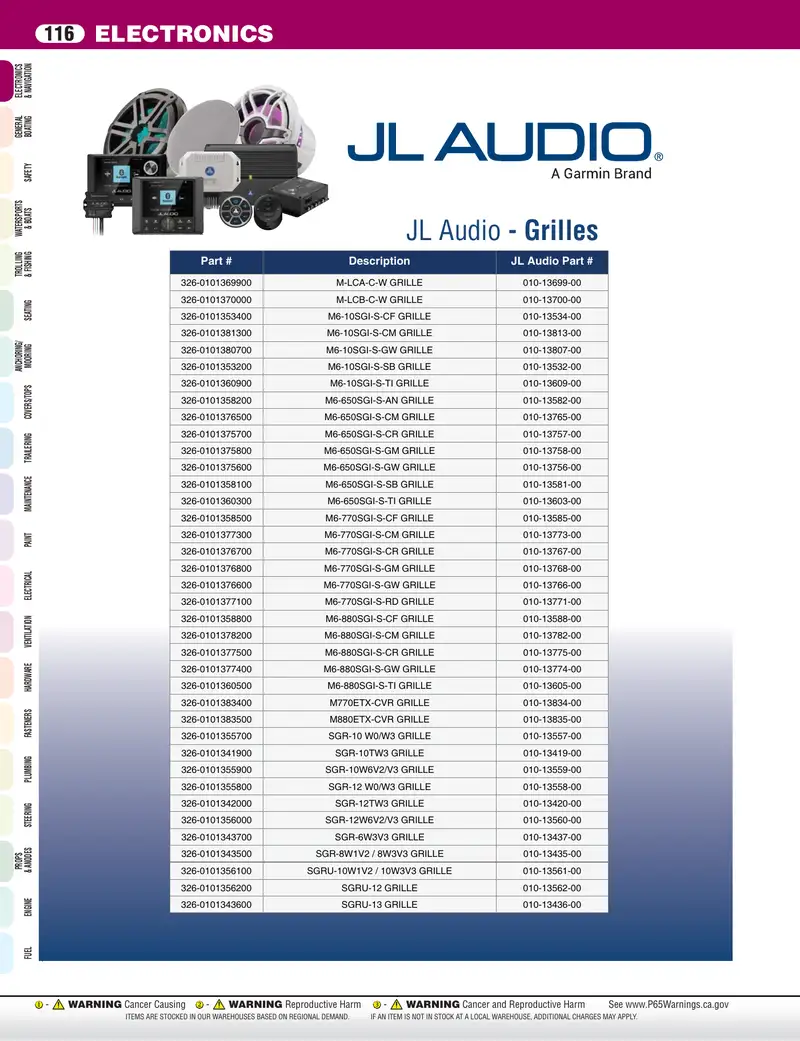 116 ELECTRONICS
ELECTRONICS
& NAVIGATION
GENERAL
BOATING
SAFETY
WATERSPORTS
& BOATS
TROLLING
& FISHING
SEATING
ANCHORING/
MOORING
COVERS/TOPS
TRAILERING
MAINTENANCE
PAINT
ELECTRICAL
VENTILATION
HARDWARE
FASTENERS
PLUMBING
STEERING
PROPS
& ANODES
ENGINE
FUEL
JL AUDIO
JL AUDIO®
A Garmin Brand
JL Audio - Grilles
Part # Description JL Audio Part #
326-0101369900 M-LCA-C-W GRILLE 010-13699-00
326-0101370000 M-LCB-C-W GRILLE 010-13700-00
326-0101353400 M6-10SGI-S-CF GRILLE 010-13534-00
326-0101381300 M6-10SGI-S-CM GRILLE 010-13813-00
326-0101380700 M6-10SGI-S-GW GRILLE 010-13807-00
326-0101353200 M6-10SGI-S-SB GRILLE 010-13532-00
326-0101360900 M6-10SGI-S-TI GRILLE 010-13609-00
326-0101358200 M6-650SGI-S-AN GRILLE 010-13582-00
326-0101376500 M6-650SGI-S-CM GRILLE 010-13765-00
326-0101375700 M6-650SGI-S-CR GRILLE 010-13757-00
326-0101375800 M6-650SGI-S-GM GRILLE 010-13758-00
326-0101375600 M6-650SGI-S-GW GRILLE 010-13756-00
326-0101358100 M6-650SGI-S-SB GRILLE 010-13581-00
326-0101360300 M6-650SGI-S-TI GRILLE 010-13603-00
326-0101358500 M6-770SGI-S-CF GRILLE 010-13585-00
326-0101377300 M6-770SGI-S-CM GRILLE 010-13773-00
326-0101376700 M6-770SGI-S-CR GRILLE 010-13767-00
326-0101376800 M6-770SGI-S-GM GRILLE 010-13768-00
326-0101376600 M6-770SGI-S-GW GRILLE 010-13766-00
326-0101377100 M6-770SGI-S-RD GRILLE 010-13771-00
326-0101358800 M6-880SGI-S-CF GRILLE 010-13588-00
326-0101378200 M6-880SGI-S-CM GRILLE 010-13782-00
326-0101377500 M6-880SGI-S-CR GRILLE 010-13775-00
326-0101377400 M6-880SGI-S-GW GRILLE 010-13774-00
326-0101360500 M6-880SGI-S-TI GRILLE 010-13605-00
326-0101383400 M770ETX-CVR GRILLE 010-13834-00
326-0101383500 M880ETX-CVR GRILLE 010-13835-00
326-0101355700 SGR-10 W0/W3 GRILLE 010-13557-00
326-0101341900 SGR-10TW3 GRILLE 010-13419-00
326-0101355900 SGR-10W6V2/V3 GRILLE 010-13559-00
326-0101355800 SGR-12 W0/W3 GRILLE 010-13558-00
326-0101342000 SGR-12TW3 GRILLE 010-13420-00
326-0101356000 SGR-12W6V2/V3 GRILLE 010-13560-00
326-0101343700 SGR-6W3V3 GRILLE 010-13437-00
326-0101343500 SGR-8W1V2 / 8W3V3 GRILLE 010-13435-00
326-0101356100 SGRU-10W1V2 / 10W3V3 GRILLE 010-13561-00
326-0101356200 SGRU-12 GRILLE 010-13562-00
326-0101343600 SGRU-13 GRILLE 010-13436-00
1 - WARNING Cancer Causing 2 - WARNING Reproductive Harm 3 - WARNING Cancer and Reproductive Harm See www.P65Warnings.ca.gov
ITEMS ARE STOCKED IN OUR WAREHOUSES BASED ON REGIONAL DEMAND. IF AN ITEM IS NOT IN STOCK AT A LOCAL WAREHOUSE, ADDITIONAL CHARGES MAY APPLY.